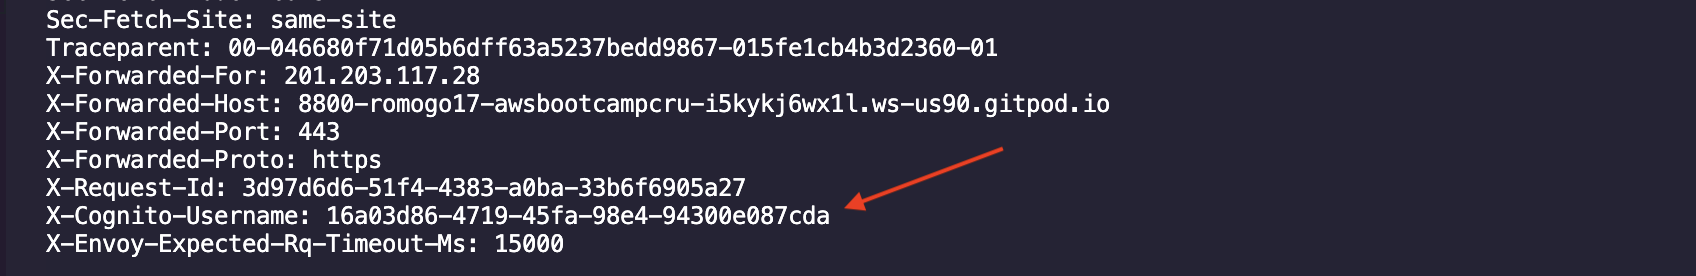 Sec-Fetch-Site: same-site
Traceparent: 00-046680f71d05b6dff63a5237bedd9867-015fe1cb4b3d2360-01
X-Forwarded-For: 201.203.117.28
X-Forwarded-Host: 8800-romogo17-awsbootcampcru-i5kykj6wx1l.ws-us90.gitpod.io
X-Forwarded-Port: 443
X-Forwarded-Proto: https
X-Request-Id: 3d97d6d6-51f4-4383-a0ba-33b6f6905a27
X-Cognito-Username: 16a03d86-4719-45fa-98e4-94300e087cda
X-Envoy-Expected-Rq-Timeout-Ms: 15000